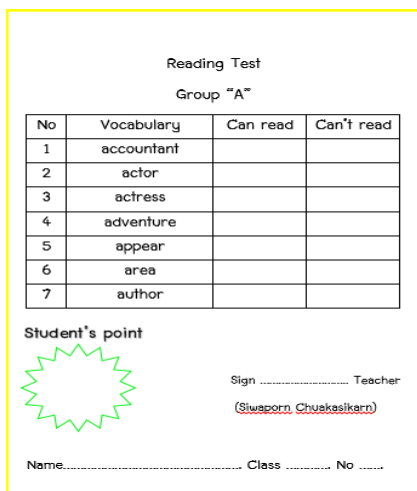 Reading Test
Group “A”
No Vocabulary Can read Can't read
1 accountant
2 actor
3 actress
4 adventure
5 appear
6 area
7 author
Student's point
Sign .............................. Teacher
(Siwaporn Chuakasikarn)
Name.................................................... Class ............. No .......